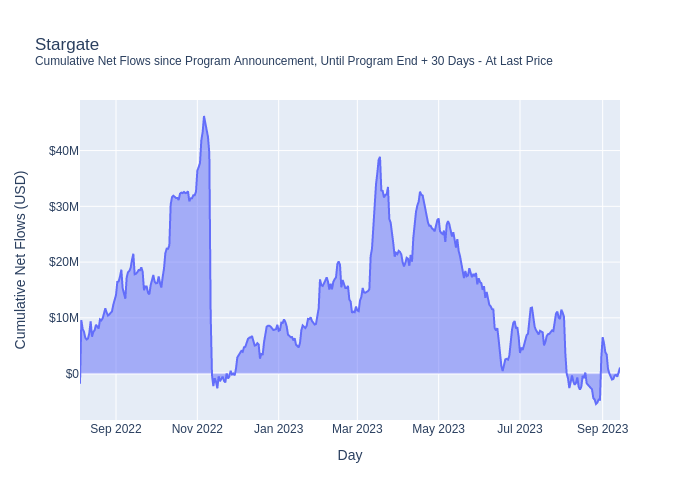 Stargate
Cumulative Net Flows since Program Announcement, Until Program End + 30 Days - At Last Price
Cumulative Net Flows (USD)
$40M
$30M
$20M
$10M
$0
Sep 2022
Nov 2022
Jan 2023
Mar 2023
May 2023
Jul 2023
Sep 2023
Day